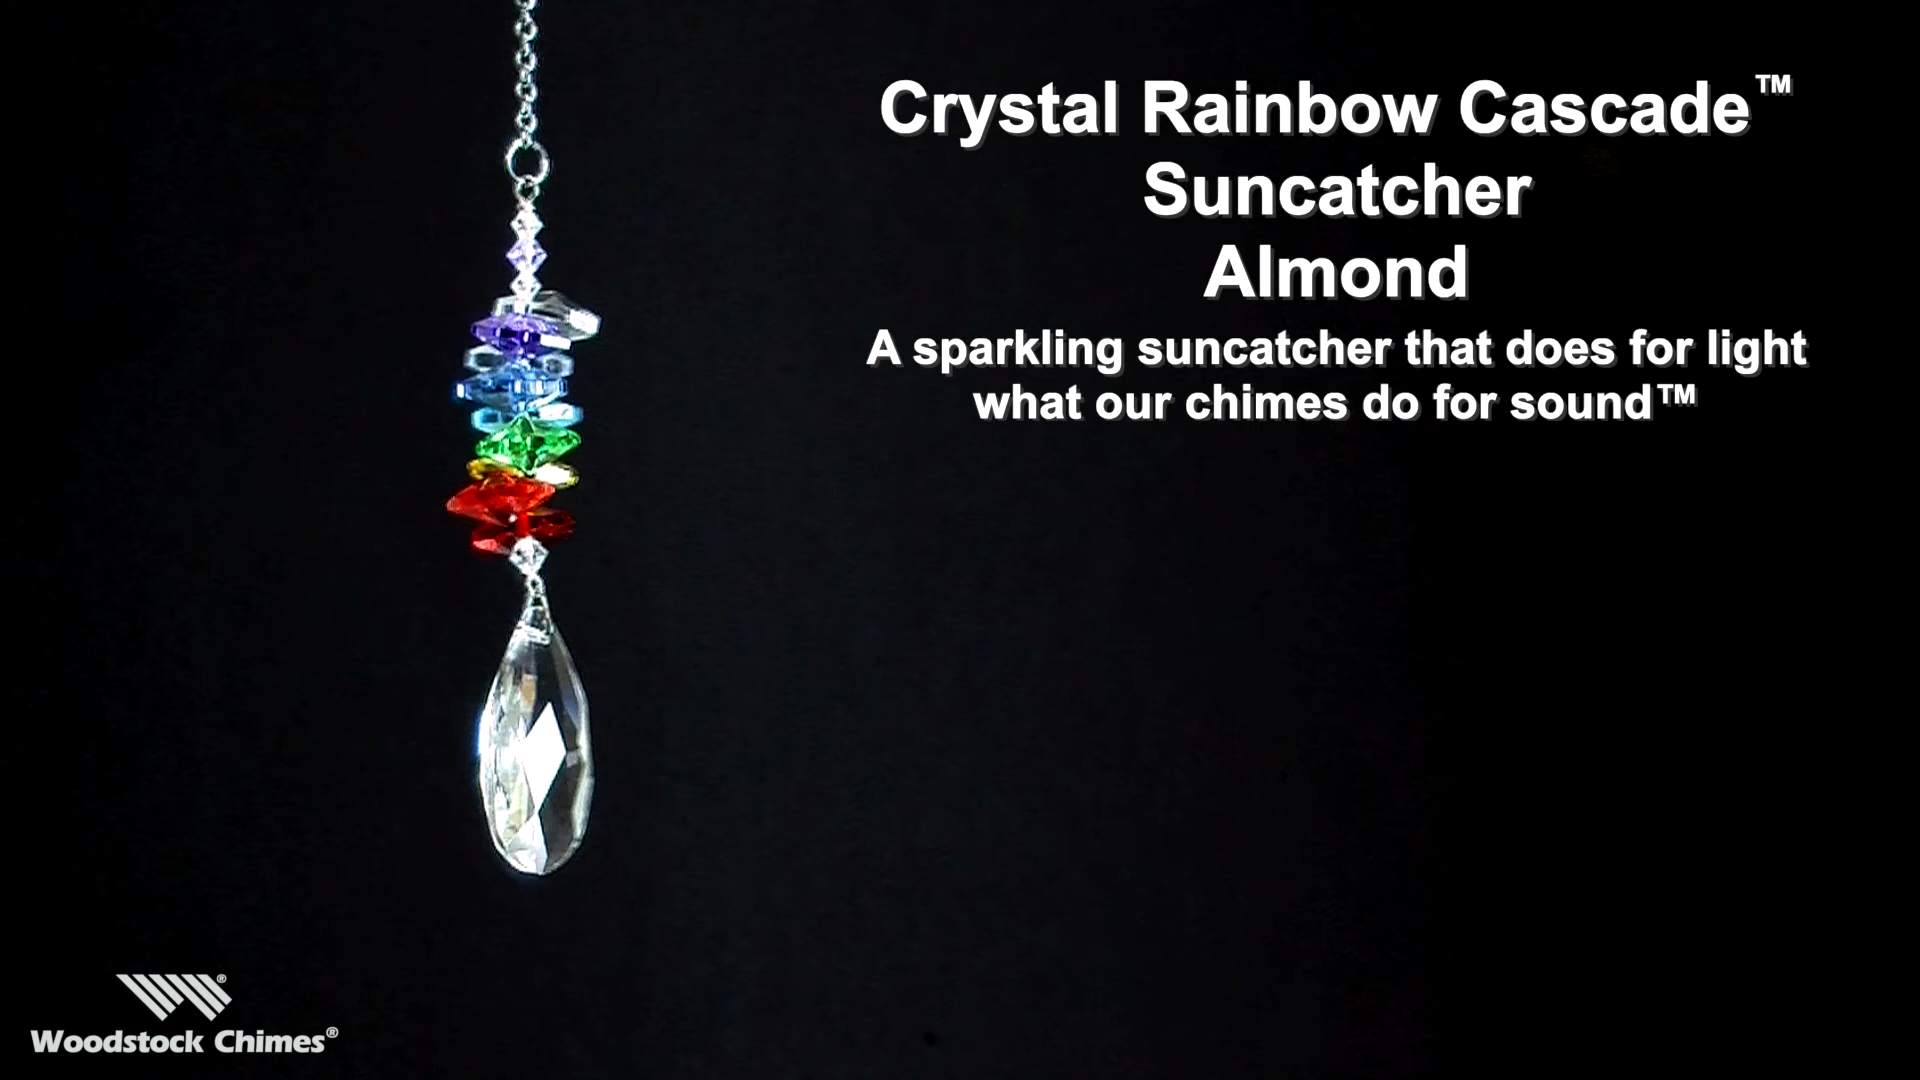 Crystal Rainbow Cascade™
Suncatcher
Almond
A sparkling suncatcher that does for light
what our chimes do for sound™
Woodstock Chimes®